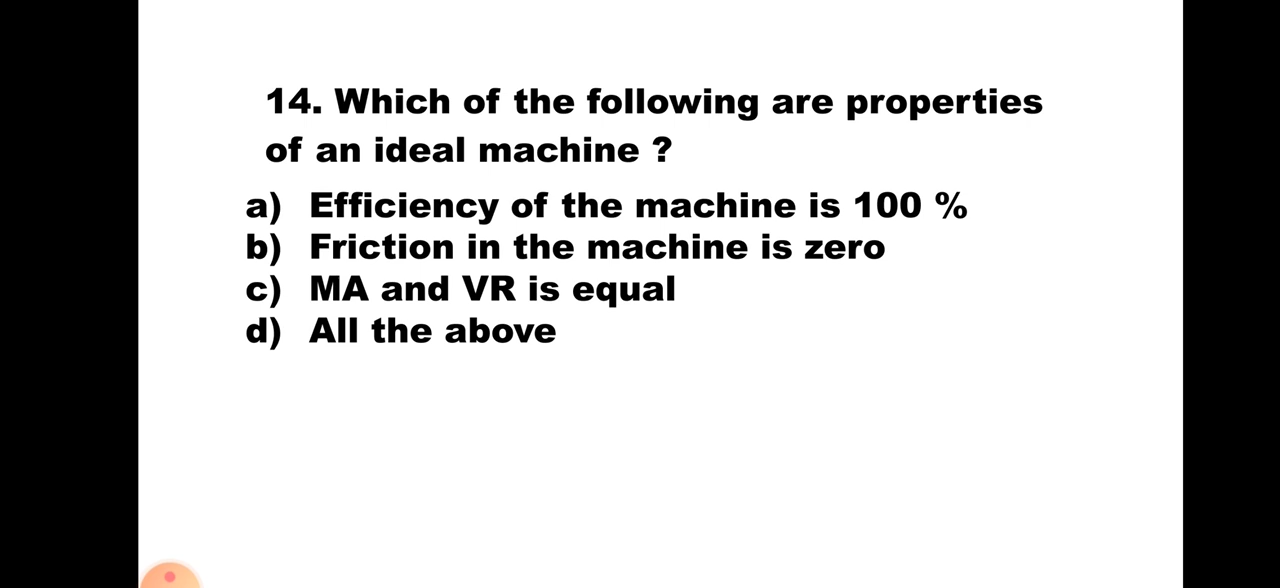 14. Which of the following are properties
of an ideal machine ?
a) Efficiency of the machine is 100 %
b) Friction in the machine is zero
c) MA and VR is equal
d) All the above